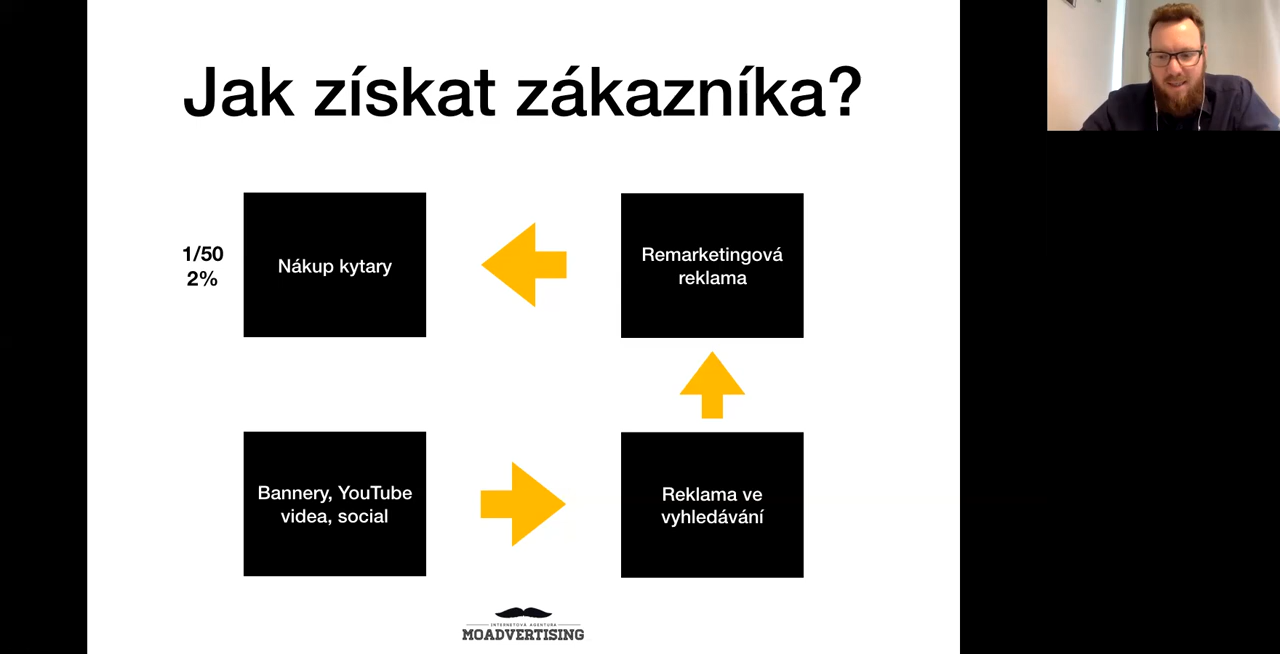 Jak získat zákazníka?
1/50
2%
Nákup kytary
Remarketingová
reklama
Bannery, YouTube
videa, social
Reklama ve
vyhledávání
INTERNETOVÁ AGENTURA
MOADVERTISING